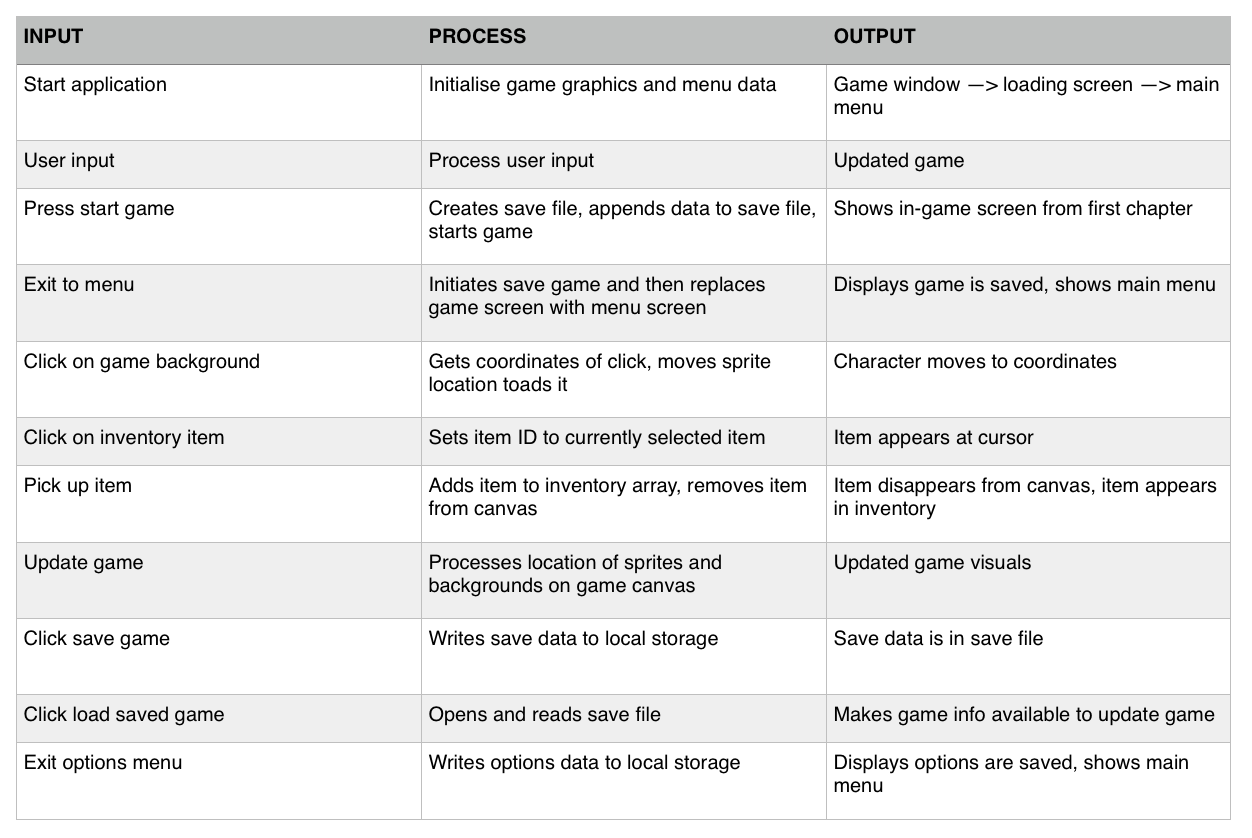 INPUT PROCESS OUTPUT
Start application Initialise game graphics and menu data Game window —> loading screen —> main
menu
User input Process user input Updated game
Press start game Creates save file, appends data to save file, Shows in-game screen from first chapter
starts game
Exit to menu Initiates save game and then replaces Displays game is saved, shows main menu
game screen with menu screen
Click on game background Gets coordinates of click, moves sprite Character moves to coordinates
location toads it
Click on inventory item Sets item ID to currently selected item Item appears at cursor
Pick up item Adds item to inventory array, removes item Item disappears from canvas, item appears
from canvas in inventory
Update game Processes location of sprites and Updated game visuals
backgrounds on game canvas
Click save game Writes save data to local storage Save data is in save file
Click load saved game Opens and reads save file Makes game info available to update game
Exit options menu Writes options data to local storage Displays options are saved, shows main
menu